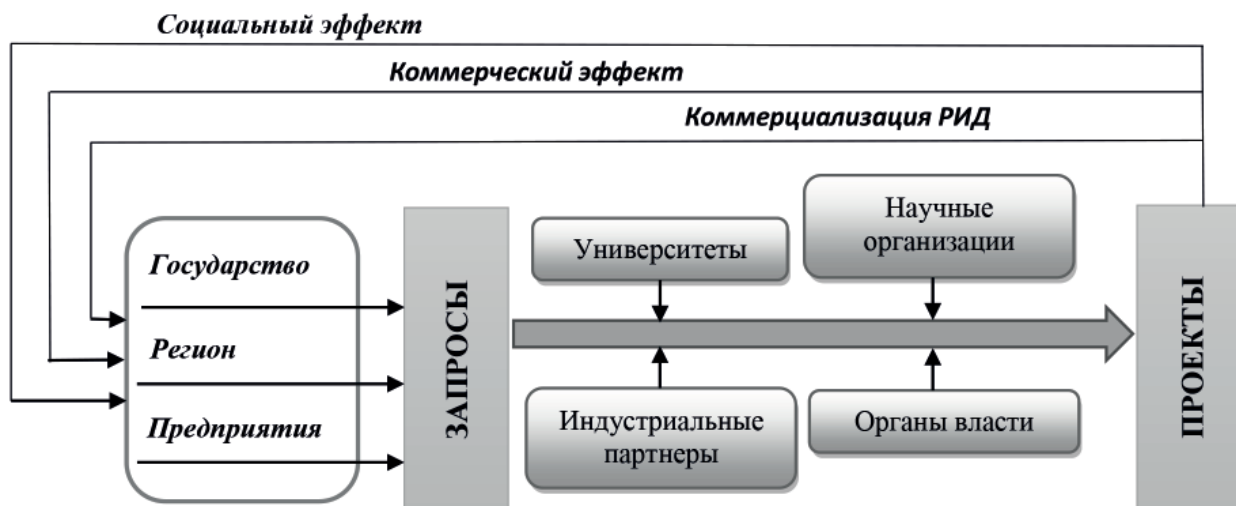 Социальный эффект
Коммерческий эффект
Коммерциализация РИД
Государство
Регион
Предприятия
ЗАПРОСЫ
Университеты
Научные
организации
Индустриальные
партнеры
Органы власти
ПРОЕКТЫ